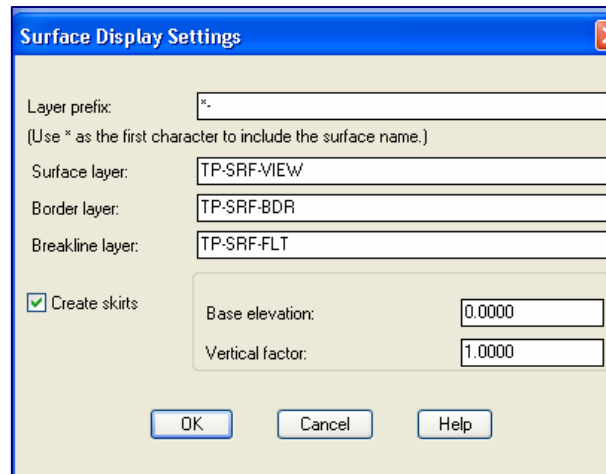 Surface Display Settings
Layer prefix: *-
(Use * as the first character to include the surface name.)
Surface layer: TP-SRF-VIEW
Border layer: TP-SRF-BDR
Breakline layer: TP-SRF-FLT
Create skirts
Base elevation: 0.0000
Vertical factor: 1.0000
OK Cancel Help